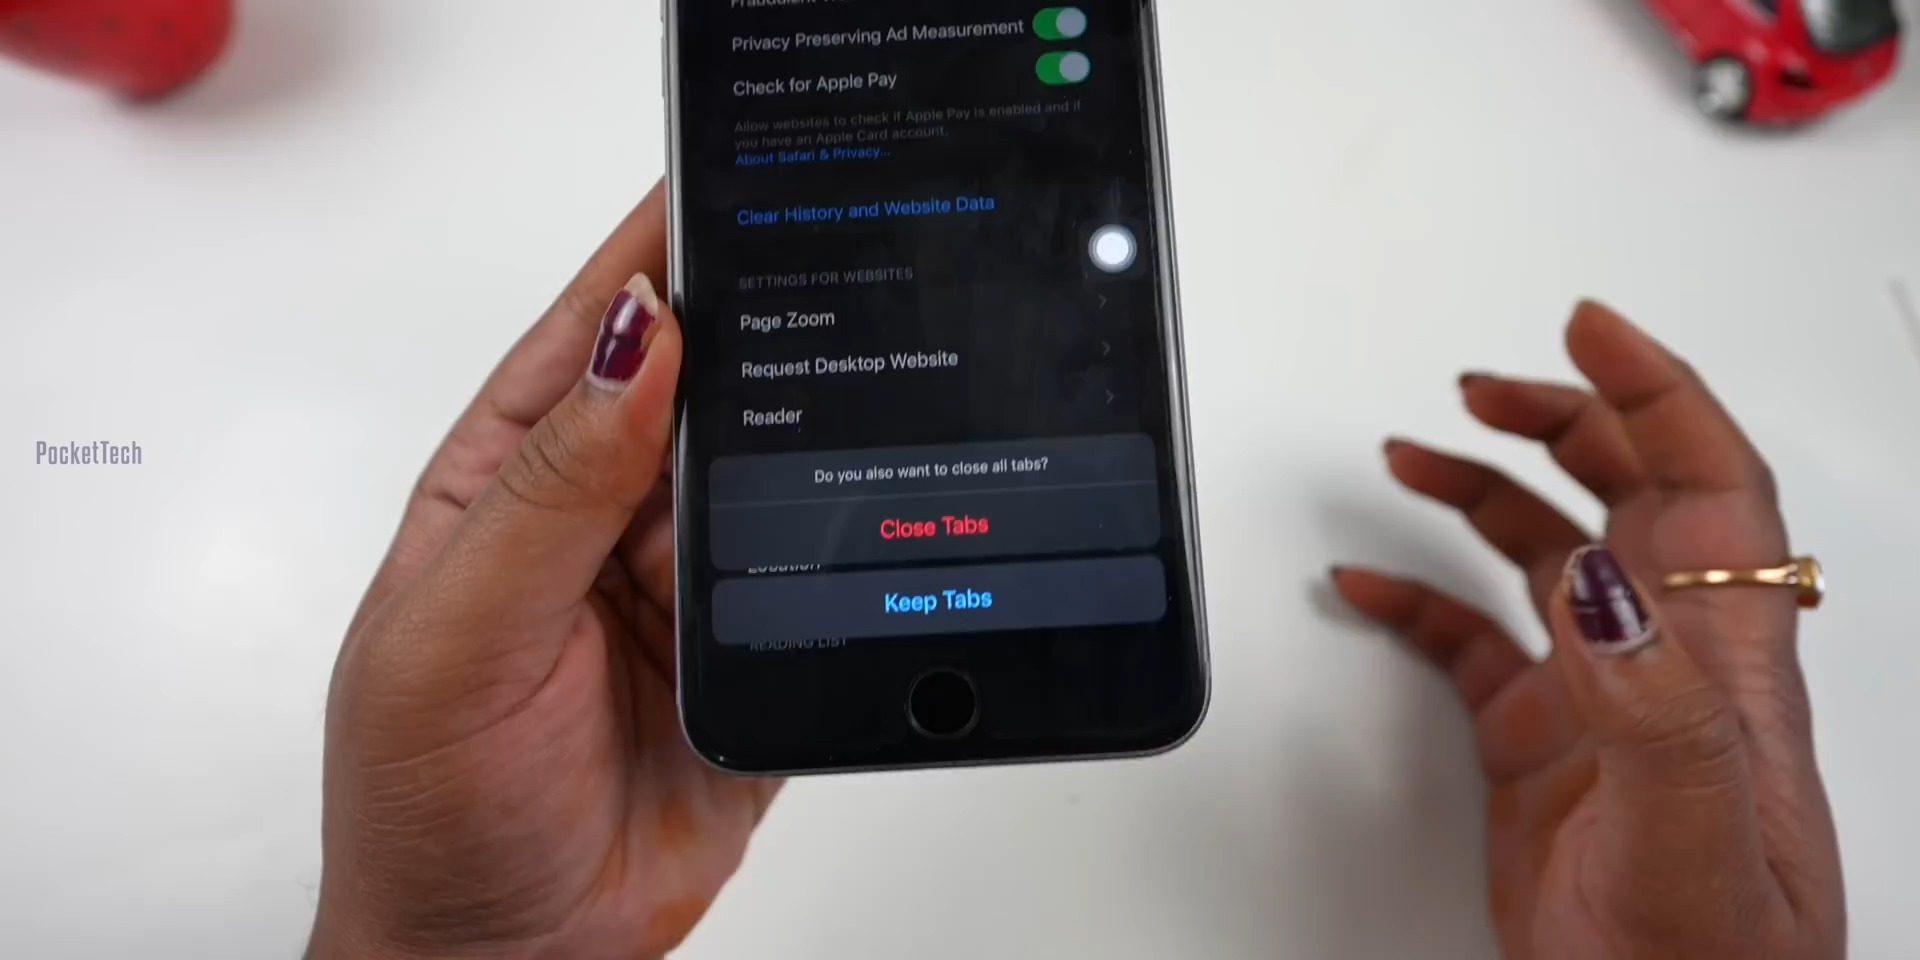 Privacy Preserving Ad Measurement
Check for Apple Pay
Allow websites to check if Apple Pay is enabled and if
you have an Apple Card account.
About Safari & Privacy...
Clear History and Website Data
SETTINGS FOR WEBSITES
Page Zoom
Request Desktop Website
Reader
PocketTech
Do you also want to close all tabs?
Close Tabs
Keep Tabs
READING LIST